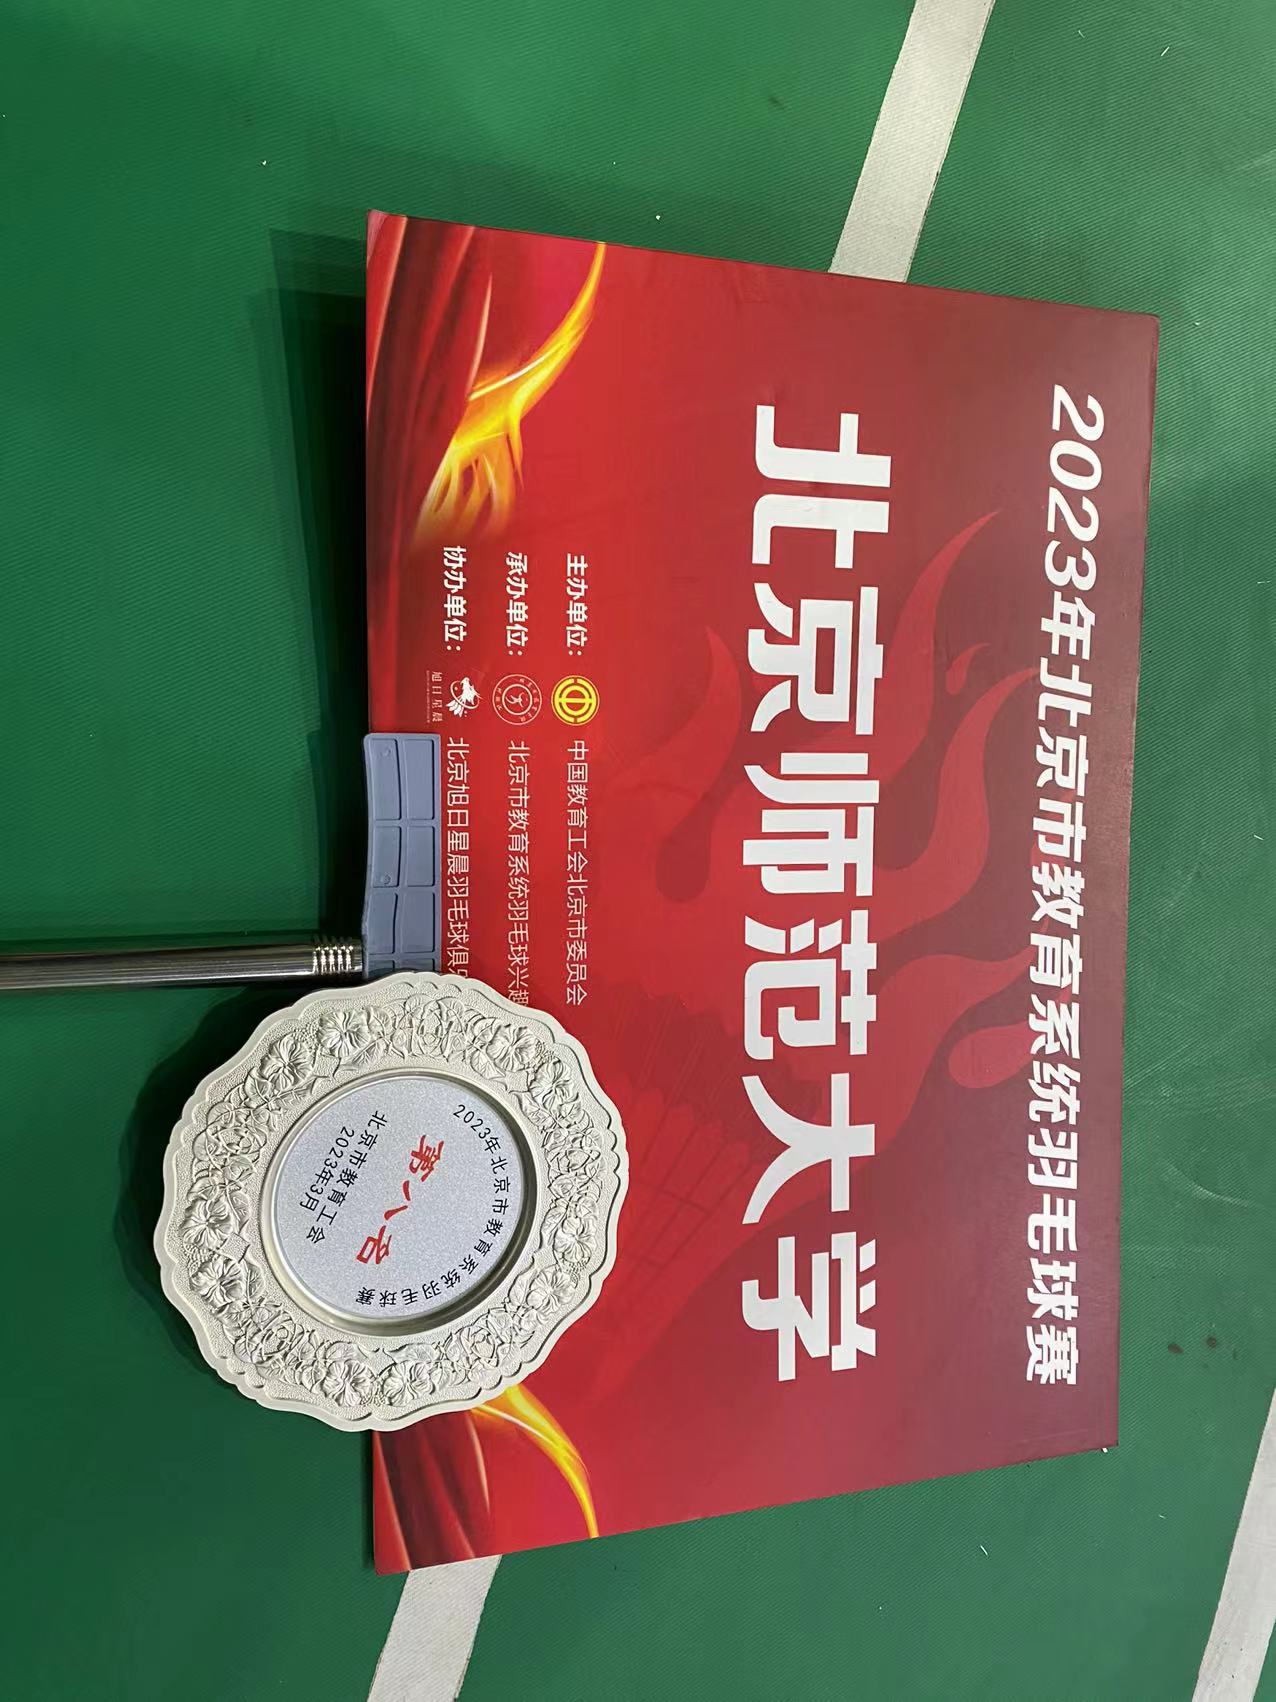 2023年北京市教育系统羽毛球赛
北京师范大学
主办单位： 中国教育工会北京市委员会
承办单位： 北京市教育系统羽毛球兴趣
协办单位： 旭日星晨 北京旭日星晨羽毛球俱
2023年北京市教育系统羽毛球赛
第八名
北京市教育工会
2023年3月